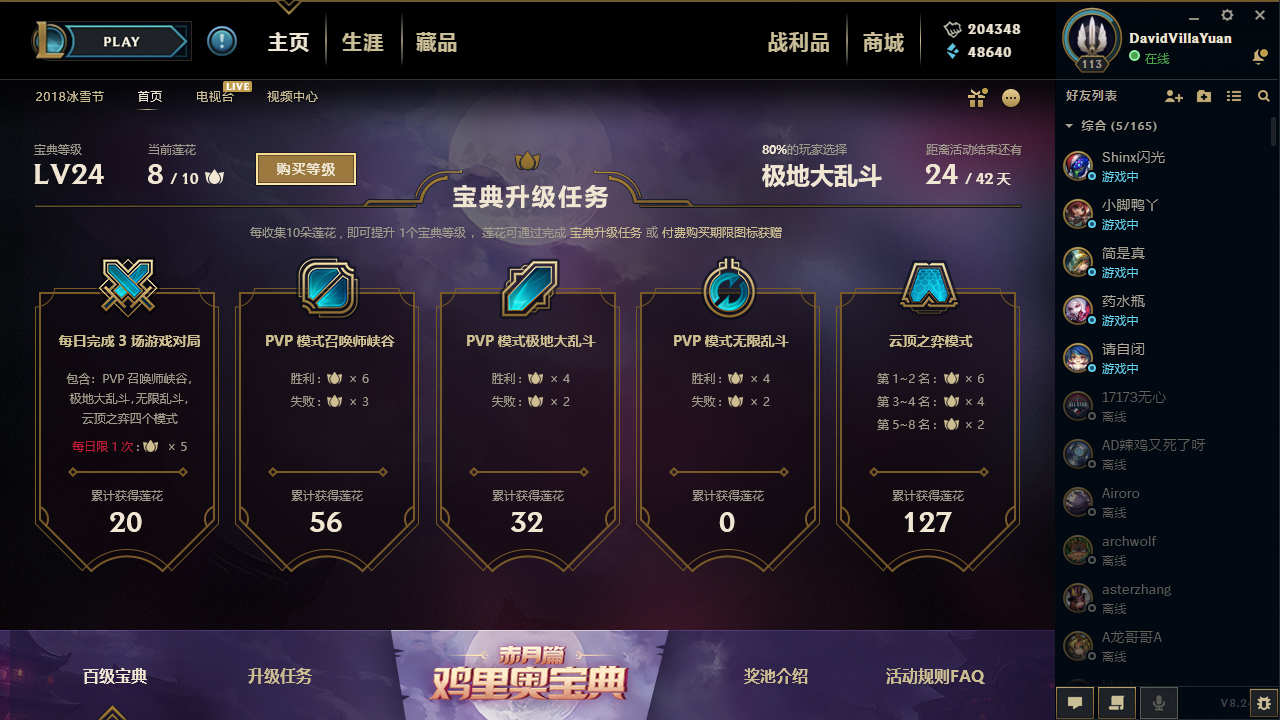 PLAY
主页
生涯
藏品
战利品
商城
204348
48640
113
DavidVillaYuan
在线
2018冰雪节
首页
电视台
LIVE
视频中心
好友列表
综合 (5/165)
宝典等级
LV24
当前莲花
8 / 10
购买等级
80%的玩家选择
极地大乱斗
距离活动结束还有
24 / 42 天
宝典升级任务
每收集10朵莲花 , 即可提升 1个宝典等级 , 莲花可通过完成 宝典升级任务 或 付费购买期限图标获赠
每日完成 3 场游戏对局
包含: PVP 召唤师峡谷,
极地大乱斗, 无限乱斗,
云顶之弈四个模式
每日限 1 次 : × 5
累计获得莲花
20
PVP 模式召唤师峡谷
胜利 : × 6
失败 : × 3
累计获得莲花
56
PVP 模式极地大乱斗
胜利 : × 4
失败 : × 2
累计获得莲花
32
PVP 模式无限乱斗
胜利 : × 4
失败 : × 2
累计获得莲花
0
云顶之弈模式
第 1~2 名 : × 6
第 3~4 名 : × 4
第 5~8 名 : × 2
累计获得莲花
127
Shinx闪光
游戏中
小脚鸭丫
游戏中
简是真
游戏中
药水瓶
游戏中
请自闭
游戏中
17173无心
离线
AD辣鸡又死了呀
离线
Airoro
离线
archwolf
离线
asterzhang
离线
A龙哥哥A
离线
百级宝典
升级任务
赤月篇
鸡里奥宝典
奖池介绍
活动规则FAQ
V8.2